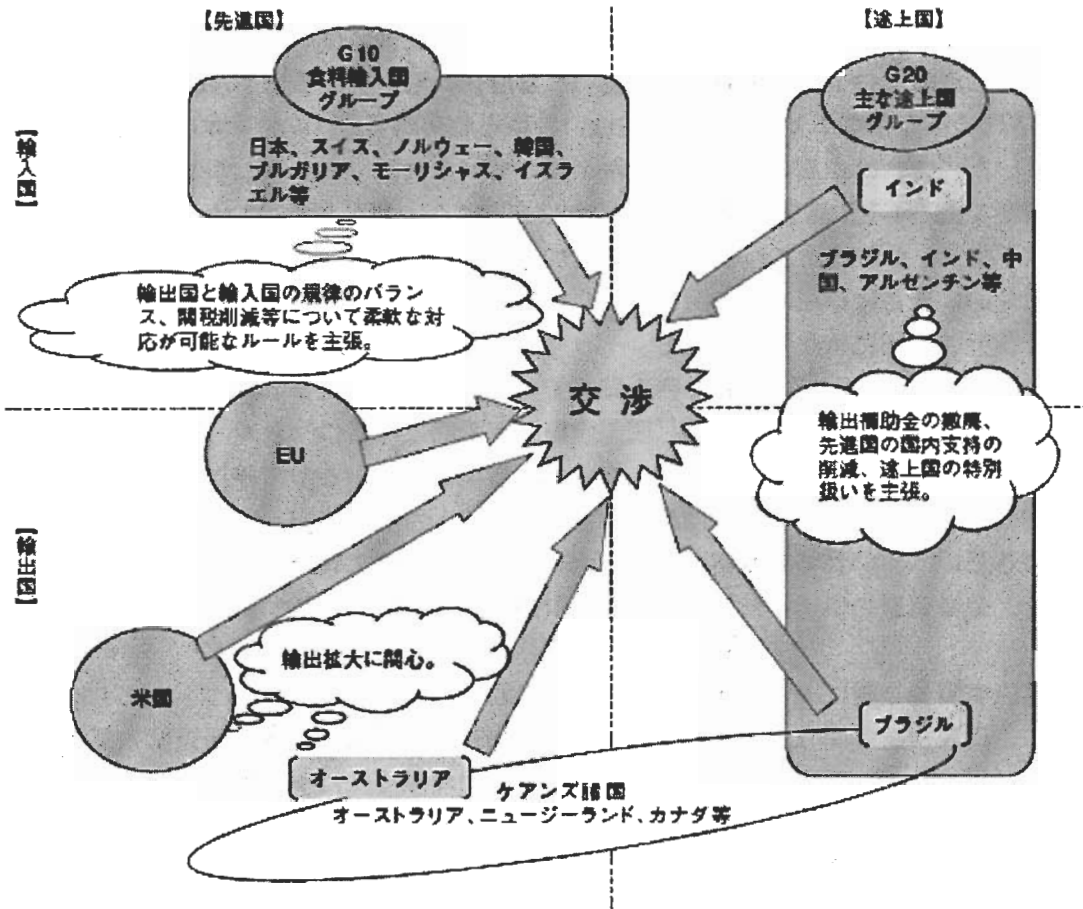 【先進国】
【途上国】
G10
食料輸入国
グループ
日本、スイス、ノルウェー、韓国、
ブルガリア、モーリシャス、イスラ
エル等
G20
主な途上国
グループ
【輸入国】
[インド]
ブラジル、インド、中
国、アルゼンチン等
輸出国と輸入国の規律のバラン
ス、関税削減等について柔軟な対
応が可能なルールを主張。
交渉
EU
輸出補助金の撤廃、
先進国の国内支持の
削減、途上国の特別
扱いを主張。
【輸出国】
輸出拡大に関心。
米国
[ブラジル]
[オーストラリア]
ケアンズ諸国
オーストラリア、ニュージーランド、カナダ等